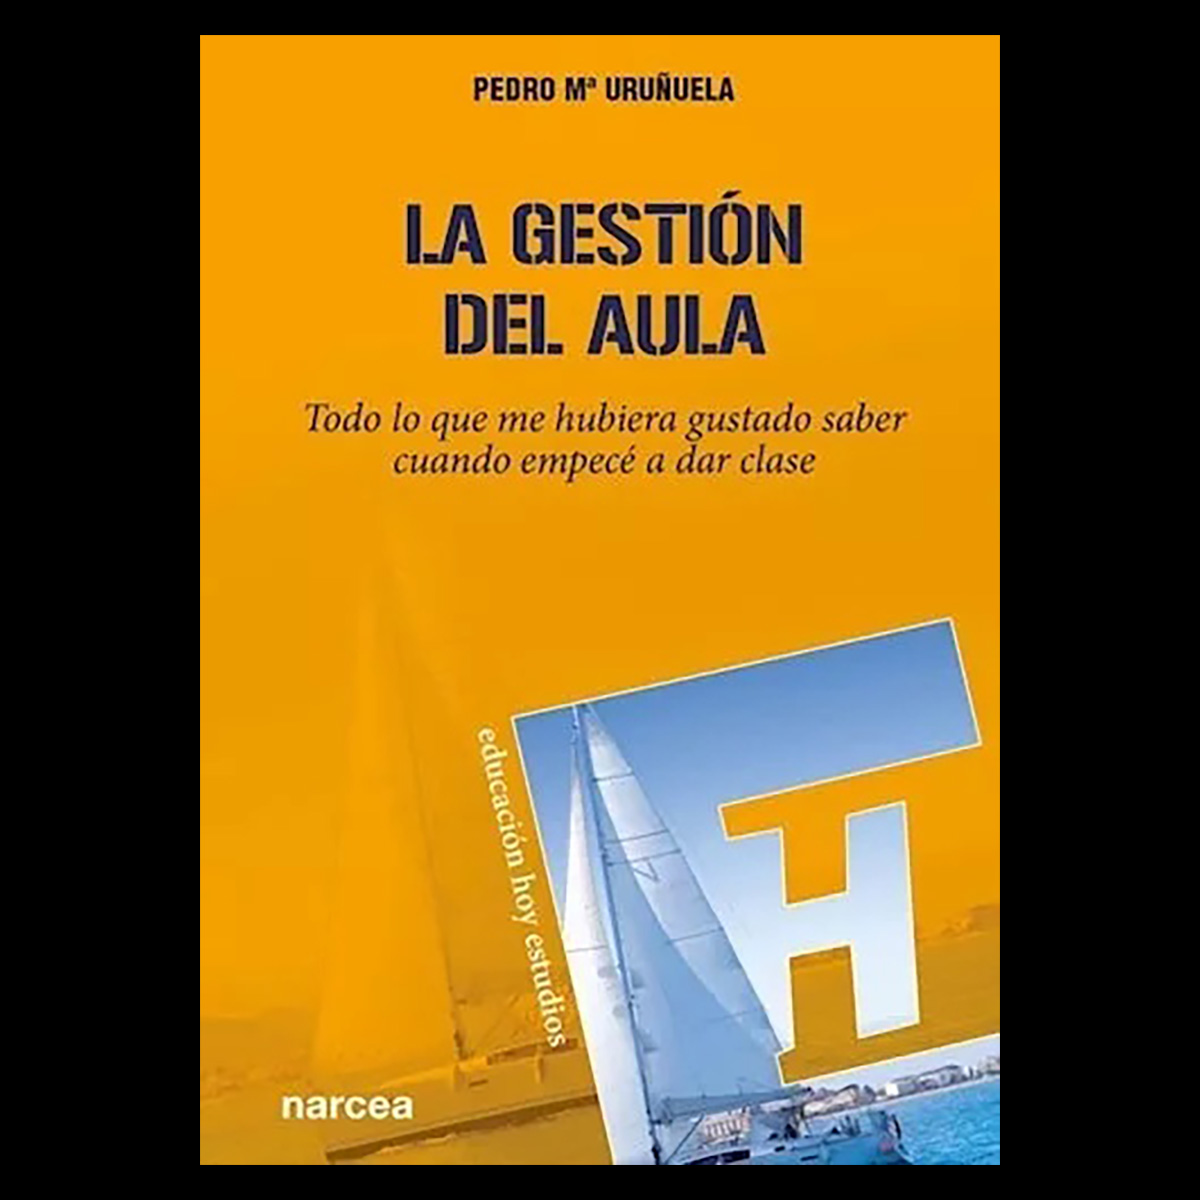 PEDRO Mª URUÑUELA
LA GESTIÓN
DEL AULA
Todo lo que me hubiera gustado saber
cuando empecé a dar clase
educación hoy estudios
H
narcea